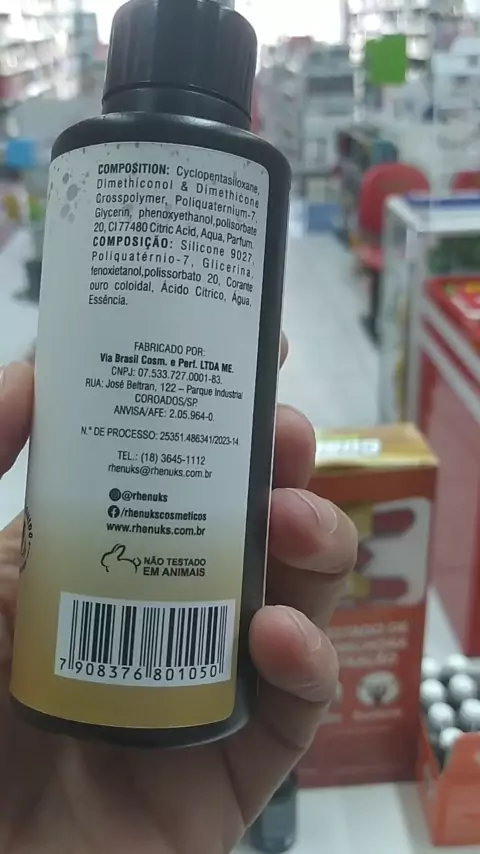 COMPOSITION: Cyclopentasiloxane,
Dimethiconol & Dimethicone
Crosspolymer, Poliquaternium-7,
Glycerin, phenoxyethanol,polisorbate
20, CI 77480 Citric Acid, Aqua, Parfum.
COMPOSIÇÃO: Silicone 9027,
Poliquatérnio-7, Glicerina,
fenoxietanol,polissorbato 20, Corante
ouro coloidal, Ácido Cítrico, Água,
Essência.
FABRICADO POR:
Via Brasil Cosm. e Perf. LTDA ME.
CNPJ: 07.533.727.0001-83.
RUA: José Beltran, 122 – Parque Industrial
COROADOS/SP.
ANVISA/AFE: 2.05.964-0.
N.º DE PROCESSO: 25351.486341/2023-14
TEL.: (18) 3645-1112
rhenuks@rhenuks.com.br
@rhenuks
/rhenukscosmeticos
www.rhenuks.com.br
NÃO TESTADO
EM ANIMAIS
7 908376 801050